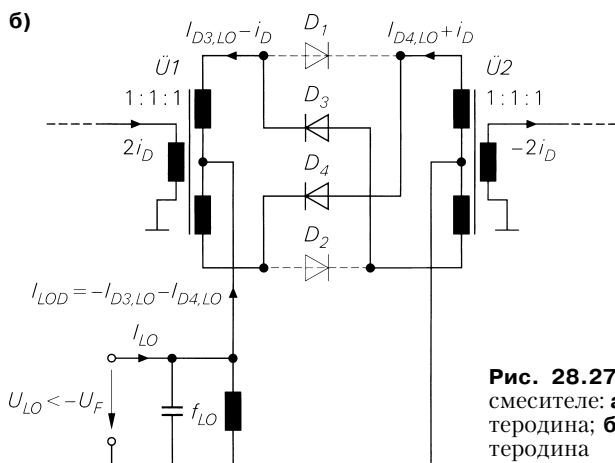 б)
I_{D3,LO} – i_D
D_1
I_{D4,LO} + i_D
Ü1
Ü2
1:1:1
1:1:1
D_3
2i_D
–2i_D
D_4
D_2
I_{LOD} = –I_{D3,LO} – I_{D4,LO}
I_{LO}
U_{LO} < –U_F
f_{LO}
Рис. 28.27
смесителе: а
теродина; б
теродина